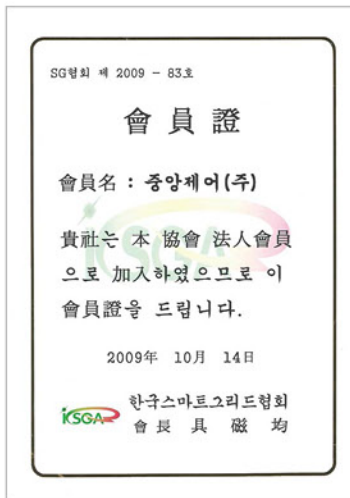 SG협회 제 2009 - 83호
會員證
會員名 : 중앙제어(주)
貴社는 本 協會 法人會員
으로 加入하였으므로 이
會員證을 드립니다.
2009年 10月 14日
KSGA
한국스마트그리드협회
會長 具 磁 均
KSGA